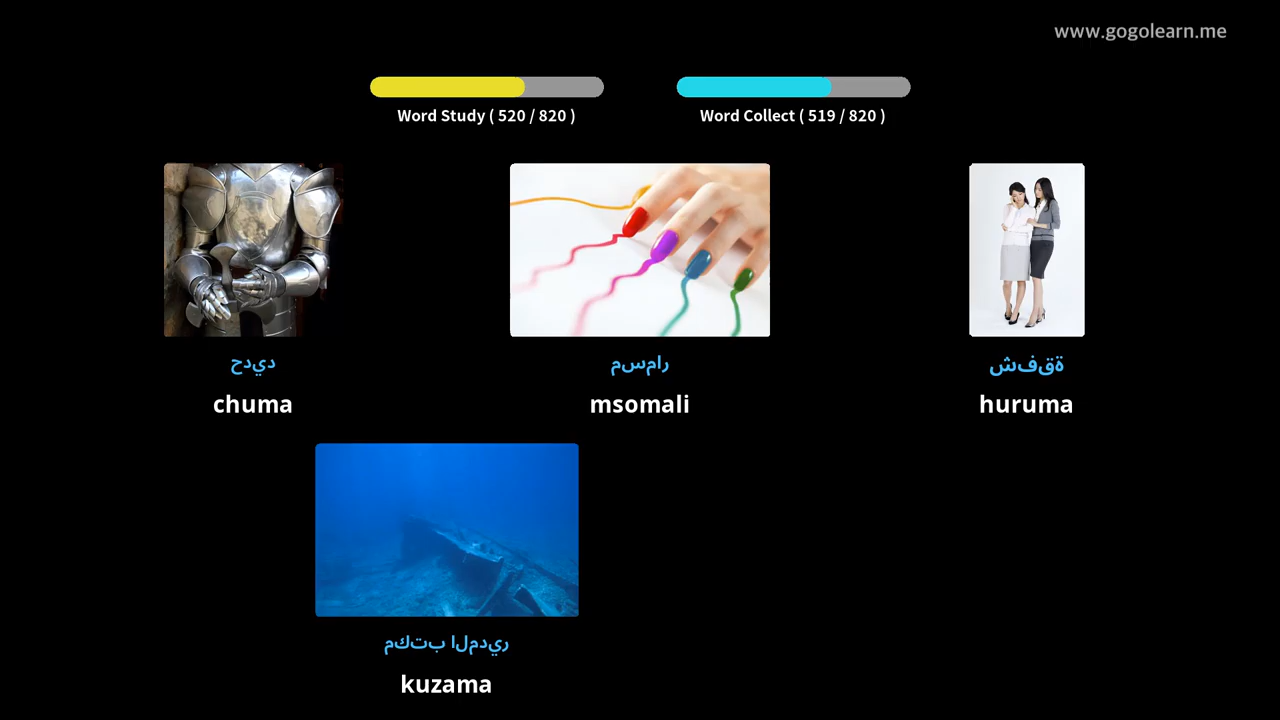 www.gogolearn.me
Word Study ( 520 / 820 )
Word Collect ( 519 / 820 )
حديد
مسمار
شفقة
chuma
msomali
huruma
مكتب المدير
kuzama